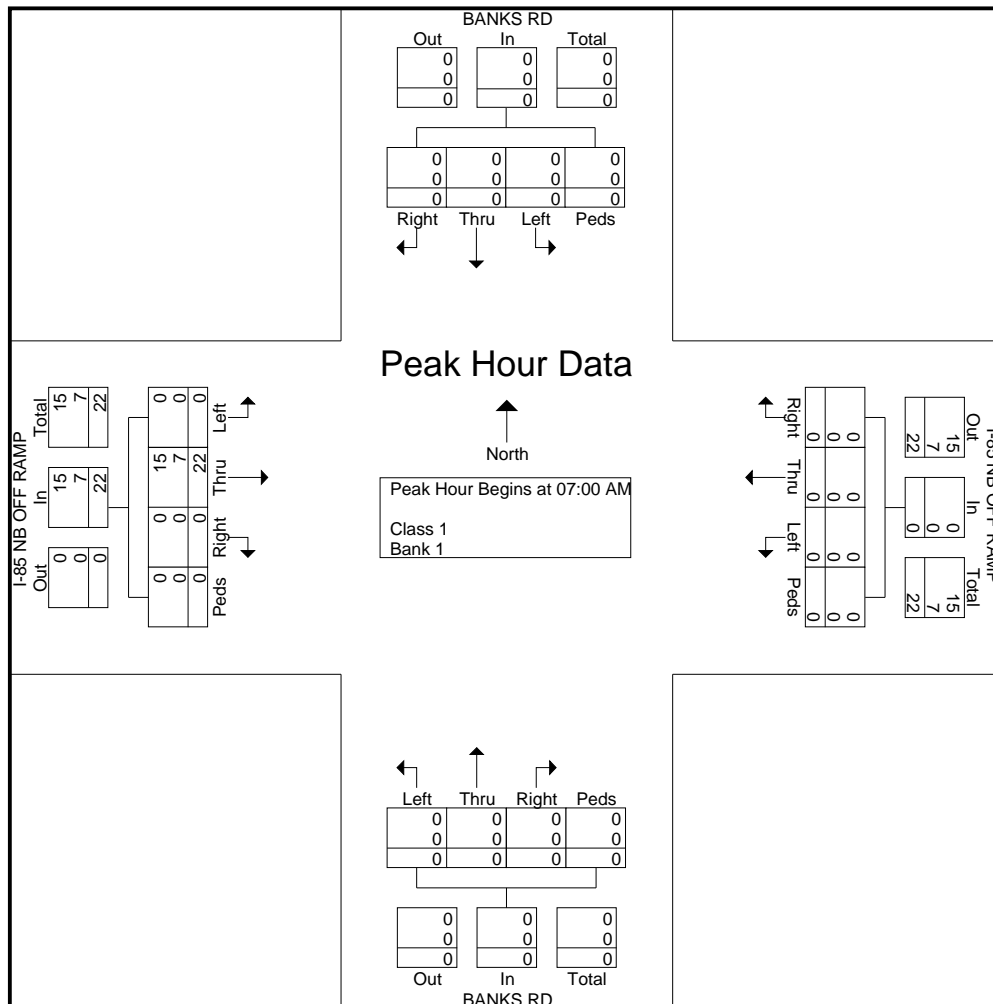 BANKS RD
Out In Total
0 0 0
0 0 0
0 0 0
0 0 0 0
0 0 0 0
0 0 0 0
Right Thru Left Peds
Peak Hour Data
North
Peak Hour Begins at 07:00 AM
Class 1
Bank 1
I-85 NB OFF RAMP
Out In Total
0 15 15
0 7 7
0 22 22
Peds Right Thru Left
0 0 15 0
0 0 7 0
0 0 22 0
I-85 NB OFF RAMP
Out In Total
15 0 15
7 0 7
22 0 22
Right Thru Left Peds
0 0 0 0
0 0 0 0
0 0 0 0
Left Thru Right Peds
0 0 0 0
0 0 0 0
0 0 0 0
0 0 0
0 0 0
0 0 0
Out In Total
BANKS RD